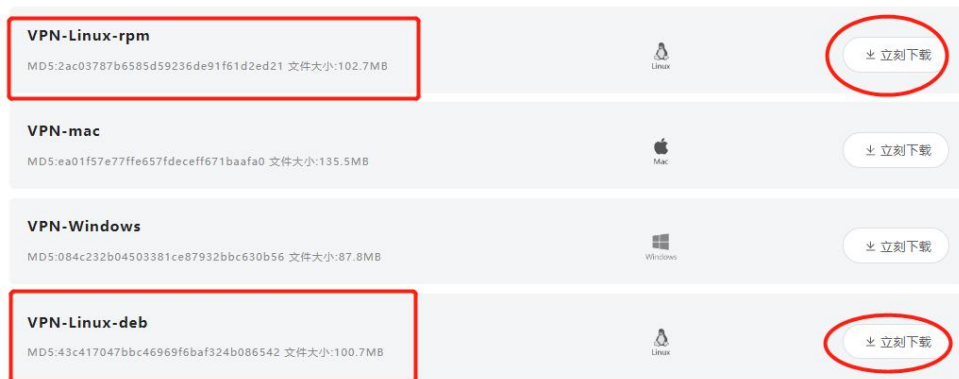 VPN-Linux-rpm
MD5:2ac03787b6585d59236de91f61d2ed21 文件大小:102.7MB
Linux
立刻下载
VPN-mac
MD5:ea01f57e77ffe657fdeceff671baafa0 文件大小:135.5MB
Mac
立刻下载
VPN-Windows
MD5:084c232b04503381ce87932bbc630b56 文件大小:87.8MB
Windows
立刻下载
VPN-Linux-deb
MD5:43c417047bbc46969f6baf324b086542 文件大小:100.7MB
Linux
立刻下载